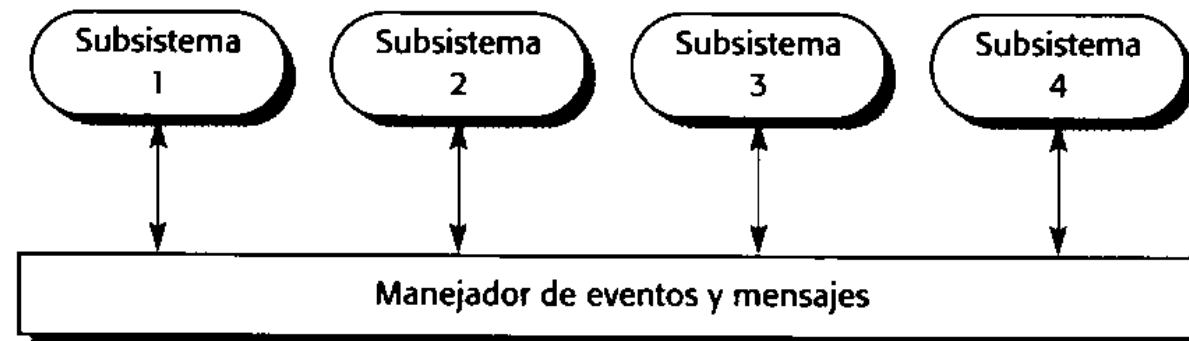 Subsistema
1
Subsistema
2
Subsistema
3
Subsistema
4
Manejador de eventos y mensajes